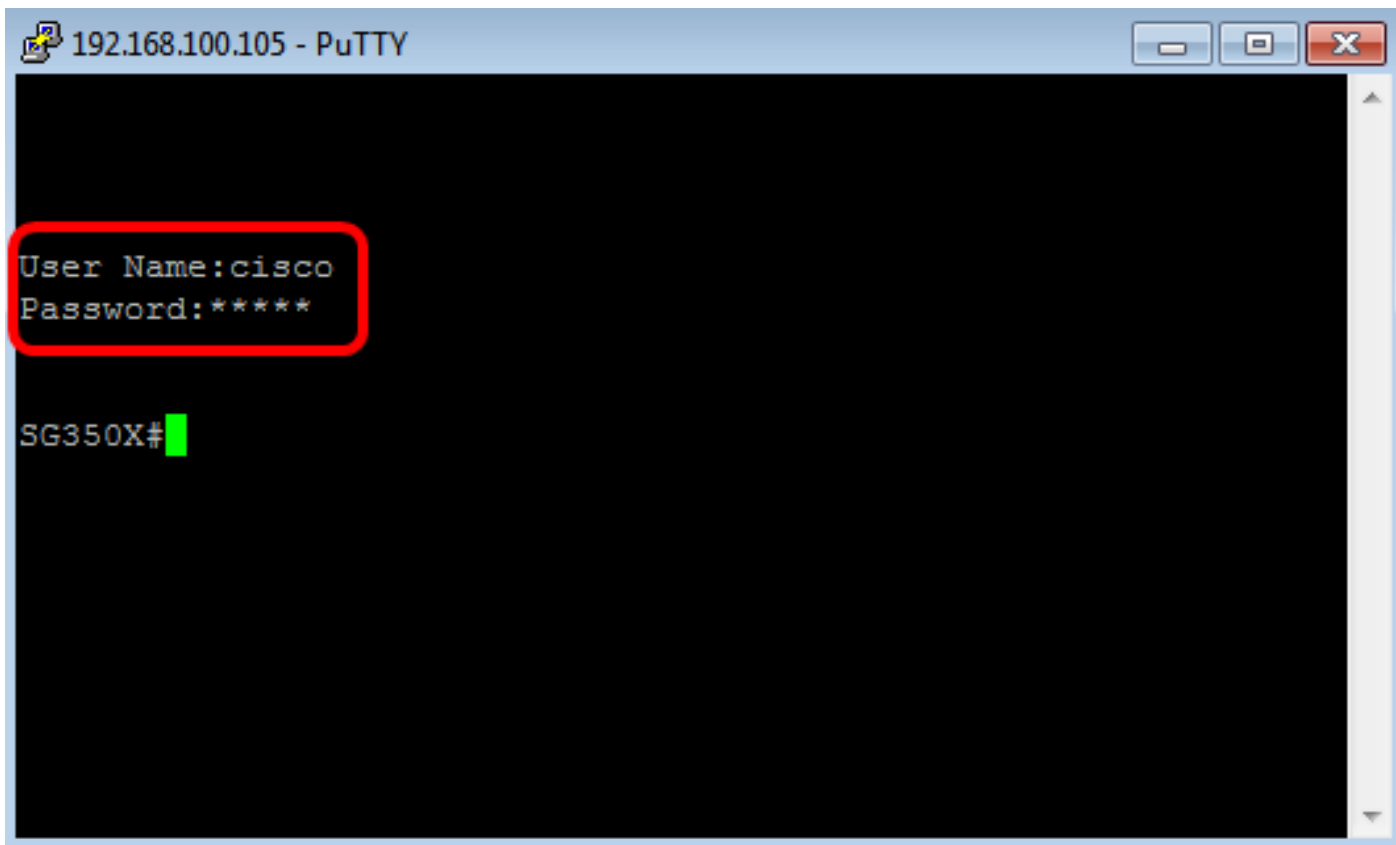 192.168.100.105 - PuTTY
User Name:cisco
Password:*****
SG350X#